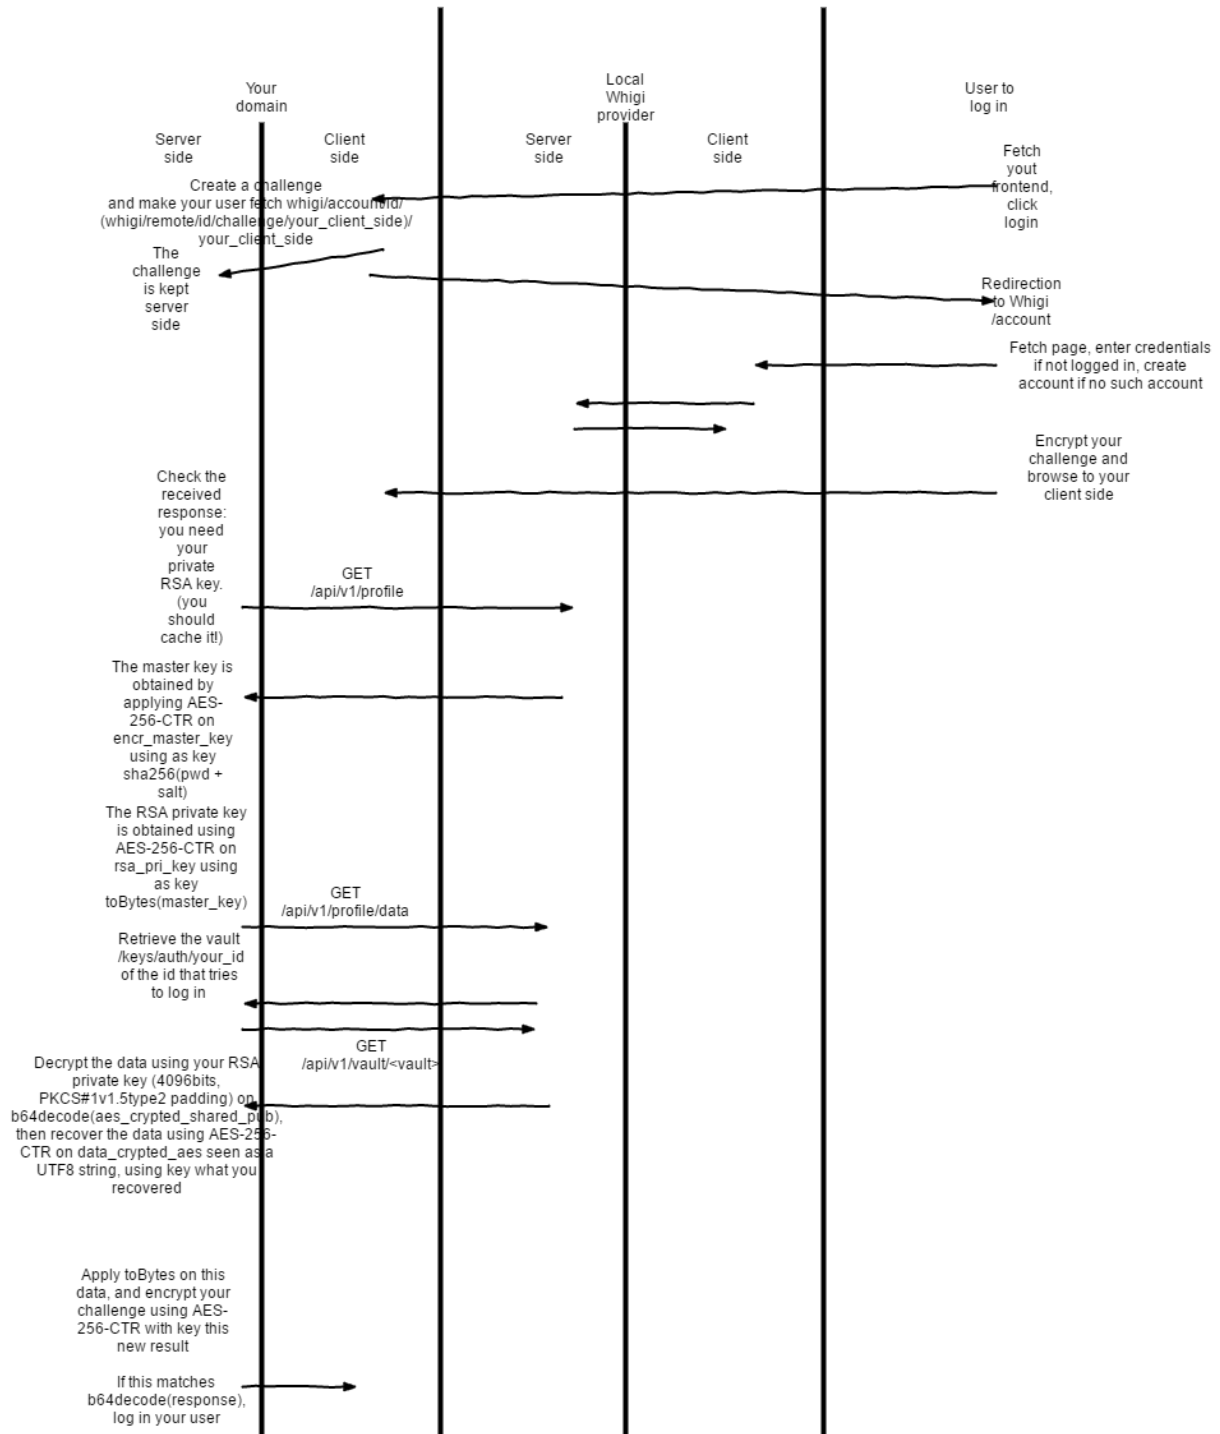 Your
domain
Local
Whigi
provider
User to
log in
Server
side
Client
side
Server
side
Client
side
Fetch
yout
frontend,
click
login
Create a challenge
and make your user fetch whigi/account/id/
(whigi/remote/id/challenge/your_client_side)/
your_client_side
The
challenge
is kept
server
side
Redirection
to Whigi
/account
Fetch page, enter credentials
if not logged in, create
account if no such account
Encrypt your
challenge and
browse to your
client side
Check the
received
response:
you need
your
private
RSA key.
(you
should
cache it!)
GET
/api/v1/profile
The master key is
obtained by
applying AES-
256-CTR on
encr_master_key
using as key
sha256(pwd +
salt)
The RSA private key
is obtained using
AES-256-CTR on
rsa_pri_key using
as key
toBytes(master_key)
GET
/api/v1/profile/data
Retrieve the vault
/keys/auth/your_id
of the id that tries
to log in
GET
/api/v1/vault/<vault>
Decrypt the data using your RSA
private key (4096bits,
PKCS#1v1.5type2 padding) on
b64decode(aes_crypted_shared_pub),
then recover the data using AES-256-
CTR on data_crypted_aes seen as a
UTF8 string, using key what you
recovered
Apply toBytes on this
data, and encrypt your
challenge using AES-
256-CTR with key this
new result
If this matches
b64decode(response),
log in your user